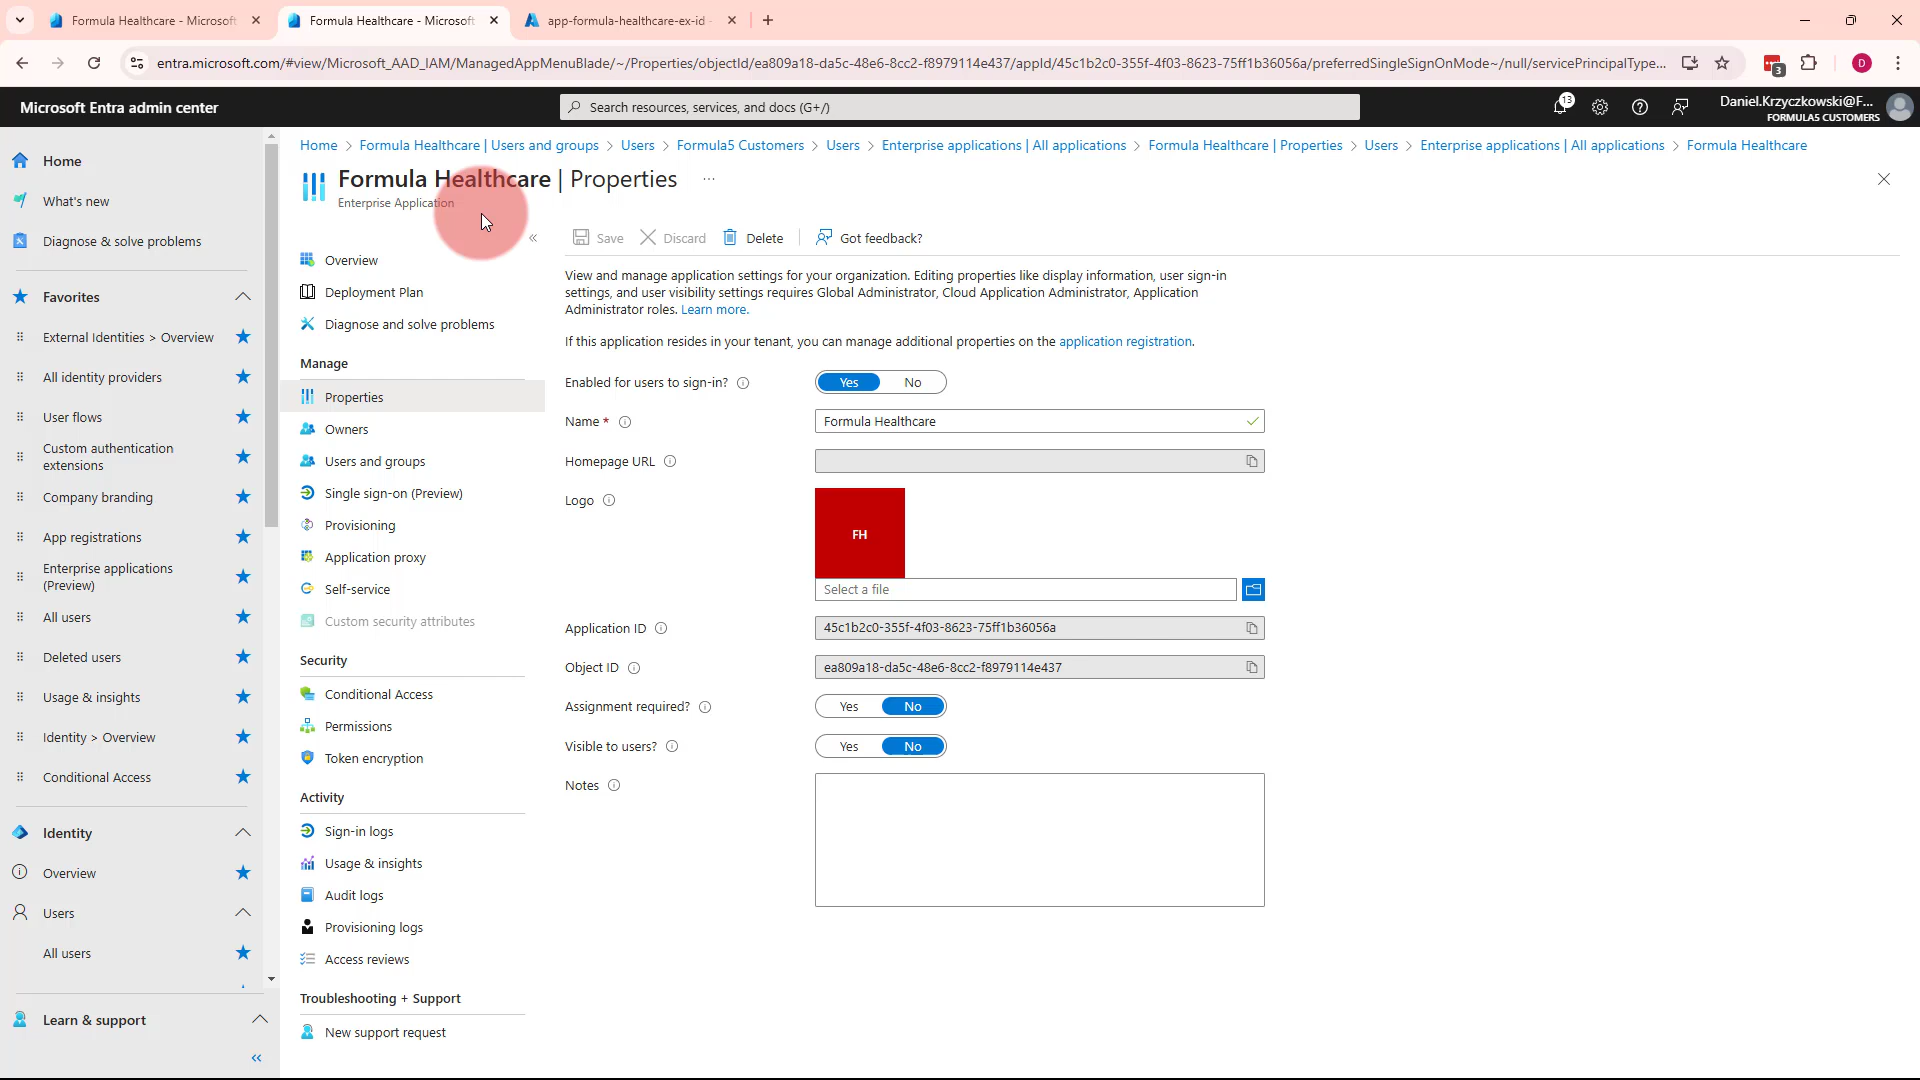 Formula Healthcare - Microsoft
Formula Healthcare - Microsoft
app-formula-healthcare-ex-id -
entra.microsoft.com/#view/Microsoft_AAD_IAM/ManagedAppMenuBlade/~/Properties/objectId/ea809a18-da5c-48e6-8cc2-f8979114e437/appId/45c1b2c0-355f-4f03-8623-75ff1b36056a/preferredSingleSignOnMode~/null/servicePrincipalType...
3
D
Microsoft Entra admin center
Search resources, services, and docs (G+/)
13
Daniel.Krzyczkowski@F...
FORMULA5 CUSTOMERS
Home
What's new
Diagnose & solve problems
Favorites
External Identities > Overview
All identity providers
User flows
Custom authentication
extensions
Company branding
App registrations
Enterprise applications
(Preview)
All users
Deleted users
Usage & insights
Identity > Overview
Conditional Access
Identity
Overview
Users
All users
Learn & support
Home > Formula Healthcare | Users and groups > Users > Formula5 Customers > Users > Enterprise applications | All applications > Formula Healthcare | Properties > Users > Enterprise applications | All applications > Formula Healthcare
Formula Healthcare | Properties ...
Enterprise Application
Overview
Deployment Plan
Diagnose and solve problems
Manage
Properties
Owners
Users and groups
Single sign-on (Preview)
Provisioning
Application proxy
Self-service
Custom security attributes
Security
Conditional Access
Permissions
Token encryption
Activity
Sign-in logs
Usage & insights
Audit logs
Provisioning logs
Access reviews
Troubleshooting + Support
New support request
Save Discard Delete Got feedback?
View and manage application settings for your organization. Editing properties like display information, user sign-in
settings, and user visibility settings requires Global Administrator, Cloud Application Administrator, Application
Administrator roles. Learn more.
If this application resides in your tenant, you can manage additional properties on the application registration.
Enabled for users to sign-in? Yes No
Name * Formula Healthcare
Homepage URL
Logo
FH
Select a file
Application ID 45c1b2c0-355f-4f03-8623-75ff1b36056a
Object ID ea809a18-da5c-48e6-8cc2-f8979114e437
Assignment required? Yes No
Visible to users? Yes No
Notes